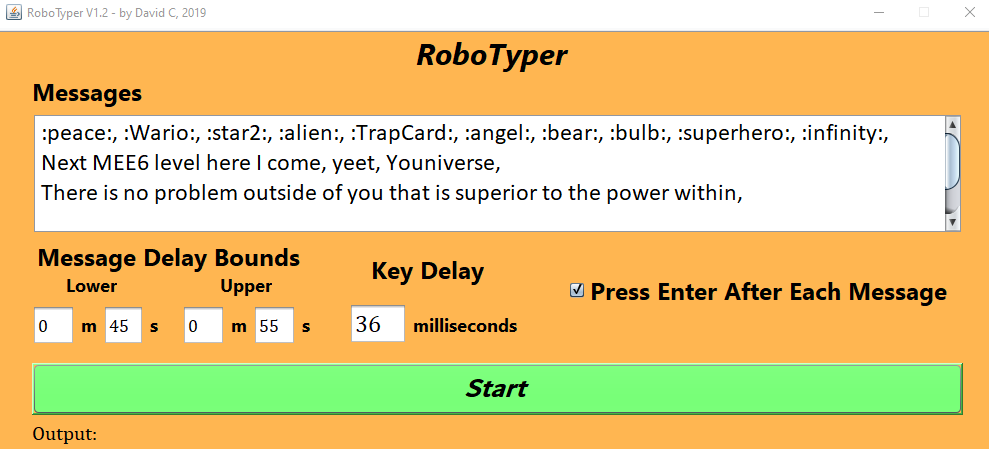 RoboTyper V1.2 - by David C, 2019
RoboTyper
Messages
:peace:, :Wario:, :star2:, :alien:, :TrapCard:, :angel:, :bear:, :bulb:, :superhero:, :infinity:,
Next MEE6 level here I come, yeet, Youniverse,
There is no problem outside of you that is superior to the power within,
Message Delay Bounds
Key Delay
Lower
Upper
Press Enter After Each Message
0 m 45 s 0 m 55 s 36 milliseconds
Start
Output: